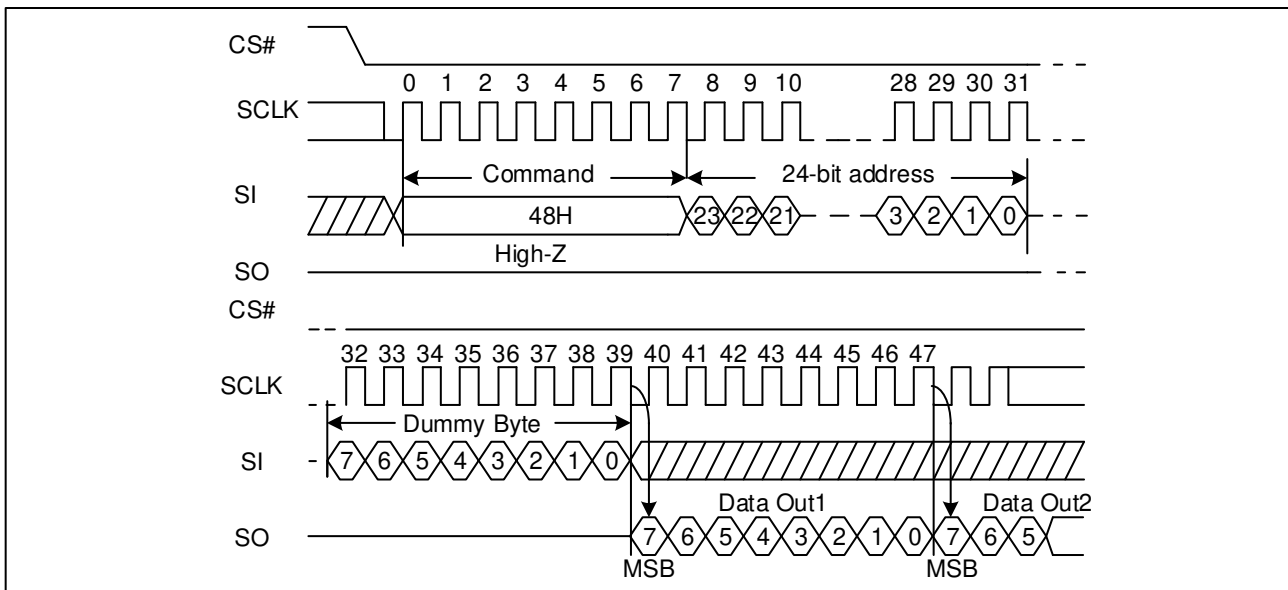 CS#
0 1 2 3 4 5 6 7 8 9 10 28 29 30 31
SCLK
Command 24-bit address
SI
48H 23 22 21 3 2 1 0
High-Z
SO
CS#
32 33 34 35 36 37 38 39 40 41 42 43 44 45 46 47
SCLK
Dummy Byte
SI 7 6 5 4 3 2 1 0
Data Out1 Data Out2
SO 7 6 5 4 3 2 1 0 7 6 5
MSB MSB